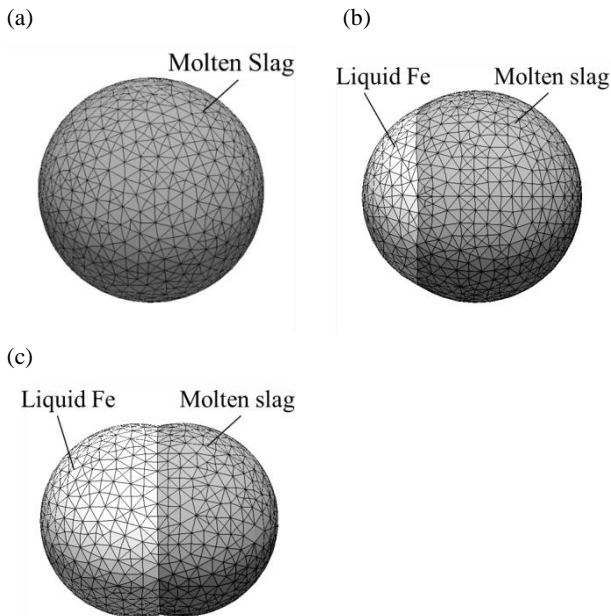 (a)
Molten Slag
(b)
Liquid Fe
Molten slag
(c)
Liquid Fe
Molten slag